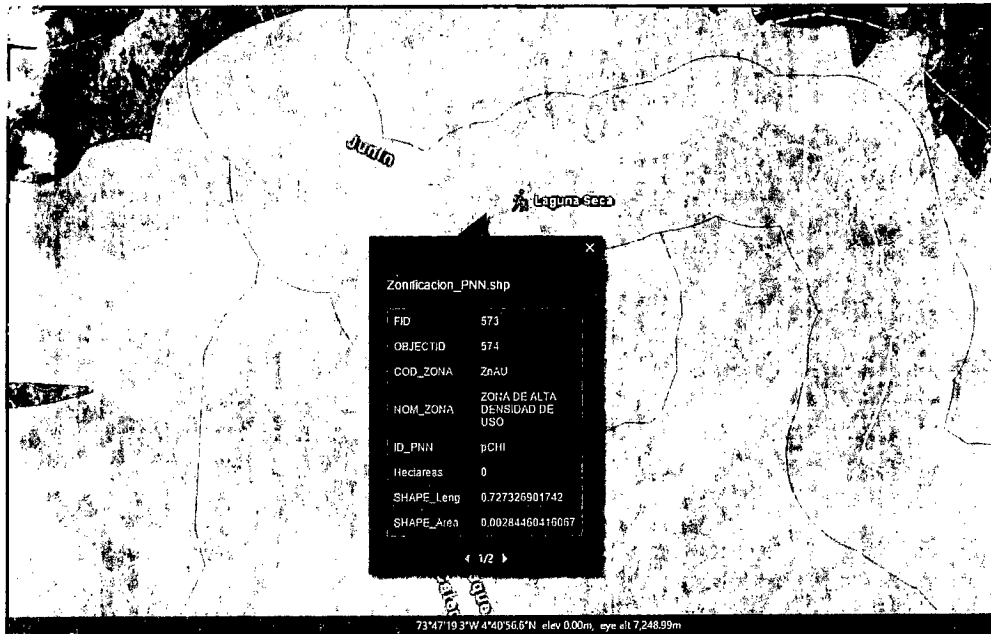 Junín
Laguna Seca
Zonificacion_PNN.shp
FID 573
OBJECTID 574
COD_ZONA ZnAU
NOM_ZONA ZONA DE ALTA
DENSIDAD DE
USO
ID_PNN pCHI
Hectareas 0
SHAPE_Leng 0.727326901742
SHAPE_Area 0.00284460416067
1/2
73°47'19.3"W 4°40'56.6"N elev 0.00m, eye alt 7,248.99m